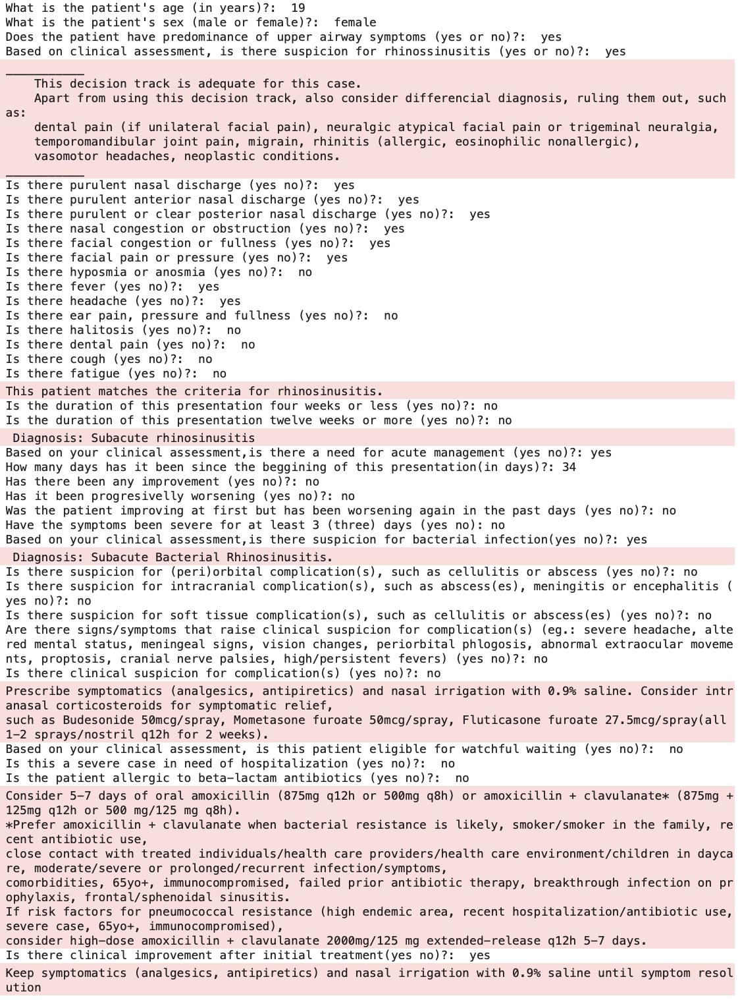 What is the patient's age (in years)?:  19
What is the patient's sex (male or female)?:  female
Does the patient have predominance of upper airway symptoms (yes or no)?:  yes
Based on clinical assessment, is there suspicion for rhinossinusitis (yes or no)?:  yes
___________
    This decision track is adequate for this case.
    Apart from using this decision track, also consider differencial diagnosis, ruling them out, such
as:
    dental pain (if unilateral facial pain), neuralgic atypical facial pain or trigeminal neuralgia,
    temporomandibular joint pain, migrain, rhinitis (allergic, eosinophilic nonallergic),
    vasomotor headaches, neoplastic conditions.
___________
Is there purulent nasal discharge (yes no)?:  yes
Is there purulent anterior nasal discharge (yes no)?:  yes
Is there purulent or clear posterior nasal discharge (yes no)?:  yes
Is there nasal congestion or obstruction (yes no)?:  yes
Is there facial congestion or fullness (yes no)?:  yes
Is there facial pain or pressure (yes no)?:  yes
Is there hyposmia or anosmia (yes no)?:  no
Is there fever (yes no)?:  yes
Is there headache (yes no)?:  yes
Is there ear pain, pressure and fullness (yes no)?:  no
Is there halitosis (yes no)?:  no
Is there dental pain (yes no)?:  no
Is there cough (yes no)?:  no
Is there fatigue (yes no)?:  no
This patient matches the criteria for rhinosinusitis.
Is the duration of this presentation four weeks or less (yes no)?: no
Is the duration of this presentation twelve weeks or more (yes no)?: no
 Diagnosis: Subacute rhinosinusitis
Based on your clinical assessment,is there a need for acute management (yes no)?: yes
How many days has it been since the beggining of this presentation(in days)?: 34
Has there been any improvement (yes no)?: no
Has it been progresivelly worsening (yes no)?: no
Was the patient improving at first but has been worsening again in the past days (yes no)?: no
Have the symptoms been severe for at least 3 (three) days (yes no): no
Based on your clinical assessment,is there suspicion for bacterial infection(yes no)?: yes
 Diagnosis: Subacute Bacterial Rhinosinusitis.
Is there suspicion for (peri)orbital complication(s), such as cellulitis or abscess (yes no)?: no
Is there suspicion for intracranial complication(s), such as abscess(es), meningitis or encephalitis (
yes no)?: no
Is there suspicion for soft tissue complication(s), such as cellulitis or abscess(es) (yes no)?: no
Are there signs/symptoms that raise clinical suspicion for complication(s) (eg.: severe headache, alte
red mental status, meningeal signs, vision changes, periorbital phlogosis, abnormal extraocular moveme
nts, proptosis, cranial nerve palsies, high/persistent fevers) (yes no)?: no
Is there clinical suspicion for complication(s) (yes no)?: no
Prescribe symptomatics (analgesics, antipiretics) and nasal irrigation with 0.9% saline. Consider intr
anasal corticosteroids for symptomatic relief,
such as Budesonide 50mcg/spray, Mometasone furoate 50mcg/spray, Fluticasone furoate 27.5mcg/spray(all
1–2 sprays/nostril q12h for 2 weeks).
Based on your clinical assessment, is this patient eligible for watchful waiting (yes no)?:  no
Is this a severe case in need of hospitalization (yes no)?:  no
Is the patient allergic to beta-lactam antibiotics (yes no)?:  no
Consider 5–7 days of oral amoxicillin (875mg q12h or 500mg q8h) or amoxicillin + clavulanate* (875mg +
125mg q12h or 500 mg/125 mg q8h).
*Prefer amoxicillin + clavulanate when bacterial resistance is likely, smoker/smoker in the family, re
cent antibiotic use,
close contact with treated individuals/health care providers/health care environment/children in dayca
re, moderate/severe or prolonged/recurrent infection/symptoms,
comorbidities, 65yo+, immunocompromised, failed prior antibiotic therapy, breakthrough infection on pr
ophylaxis, frontal/sphenoidal sinusitis.
If risk factors for pneumococcal resistance (high endemic area, recent hospitalization/antibiotic use,
severe case, 65yo+, immunocompromised),
consider high-dose amoxicillin + clavulanate 2000mg/125 mg extended-release q12h 5–7 days.
Is there clinical improvement after initial treatment(yes no)?:  yes
Keep symptomatics (analgesics, antipiretics) and nasal irrigation with 0.9% saline until symptom resol
ution